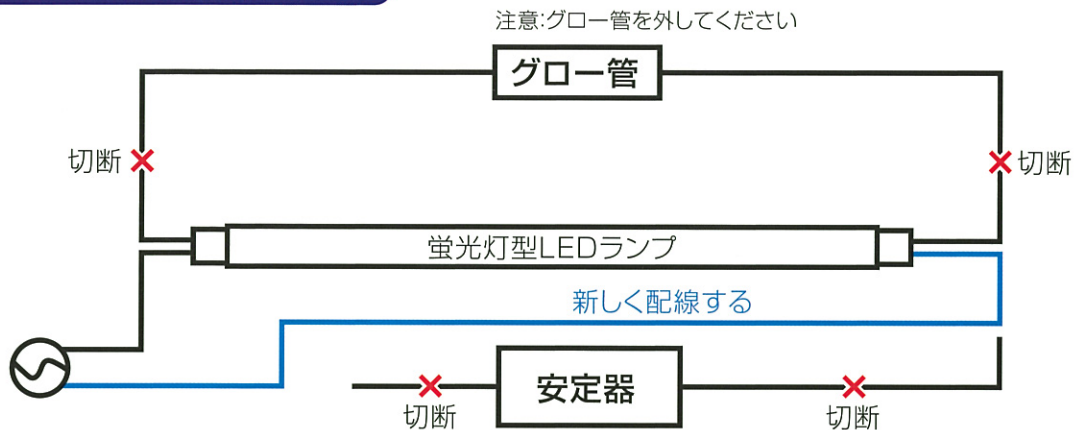 注意:グロー管を外してください
グロー管
切断
切断
蛍光灯型LEDランプ
新しく配線する
安定器
切断
切断